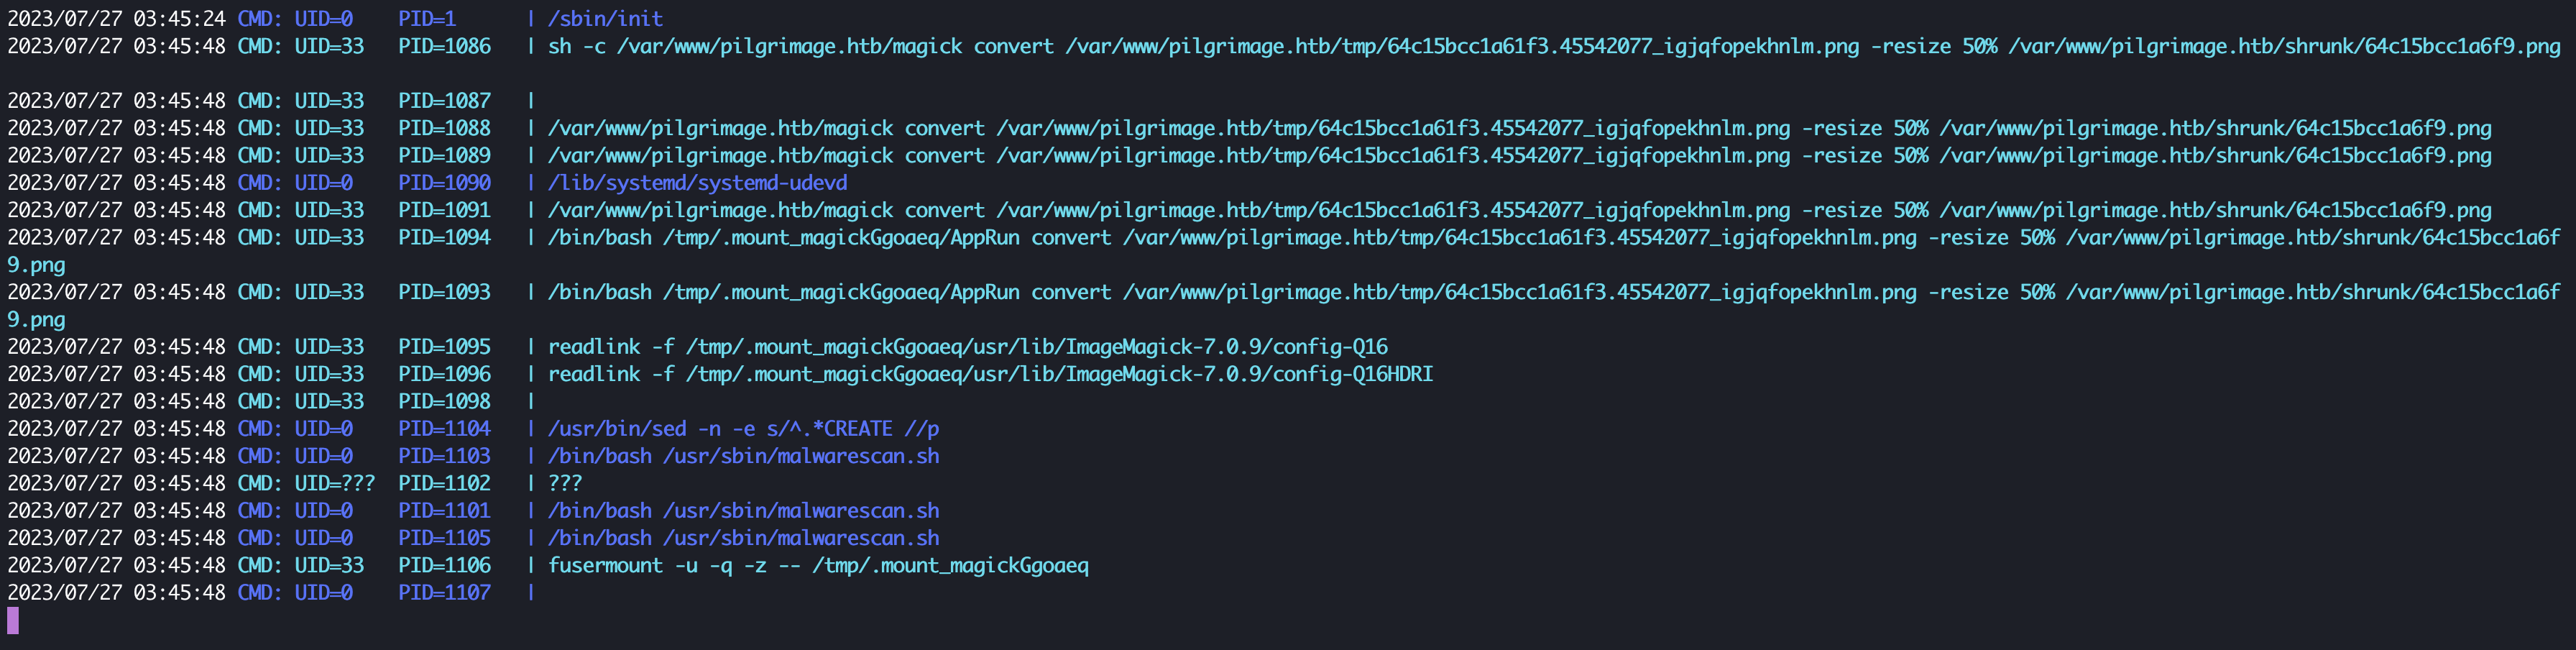 2023/07/27 03:45:24 CMD: UID=0    PID=1      | /sbin/init
2023/07/27 03:45:48 CMD: UID=33   PID=1086   | sh -c /var/www/pilgrimage.htb/magick convert /var/www/pilgrimage.htb/tmp/64c15bcc1a61f3.45542077_igjqfopekhnlm.png -resize 50% /var/www/pilgrimage.htb/shrunk/64c15bcc1a6f9.png
2023/07/27 03:45:48 CMD: UID=33   PID=1087   |
2023/07/27 03:45:48 CMD: UID=33   PID=1088   | /var/www/pilgrimage.htb/magick convert /var/www/pilgrimage.htb/tmp/64c15bcc1a61f3.45542077_igjqfopekhnlm.png -resize 50% /var/www/pilgrimage.htb/shrunk/64c15bcc1a6f9.png
2023/07/27 03:45:48 CMD: UID=33   PID=1089   | /var/www/pilgrimage.htb/magick convert /var/www/pilgrimage.htb/tmp/64c15bcc1a61f3.45542077_igjqfopekhnlm.png -resize 50% /var/www/pilgrimage.htb/shrunk/64c15bcc1a6f9.png
2023/07/27 03:45:48 CMD: UID=0    PID=1090   | /lib/systemd/systemd-udevd
2023/07/27 03:45:48 CMD: UID=33   PID=1091   | /var/www/pilgrimage.htb/magick convert /var/www/pilgrimage.htb/tmp/64c15bcc1a61f3.45542077_igjqfopekhnlm.png -resize 50% /var/www/pilgrimage.htb/shrunk/64c15bcc1a6f9.png
2023/07/27 03:45:48 CMD: UID=33   PID=1094   | /bin/bash /tmp/.mount_magickGgoaeq/AppRun convert /var/www/pilgrimage.htb/tmp/64c15bcc1a61f3.45542077_igjqfopekhnlm.png -resize 50% /var/www/pilgrimage.htb/shrunk/64c15bcc1a6f
9.png
2023/07/27 03:45:48 CMD: UID=33   PID=1093   | /bin/bash /tmp/.mount_magickGgoaeq/AppRun convert /var/www/pilgrimage.htb/tmp/64c15bcc1a61f3.45542077_igjqfopekhnlm.png -resize 50% /var/www/pilgrimage.htb/shrunk/64c15bcc1a6f
9.png
2023/07/27 03:45:48 CMD: UID=33   PID=1095   | readlink -f /tmp/.mount_magickGgoaeq/usr/lib/ImageMagick-7.0.9/config-Q16
2023/07/27 03:45:48 CMD: UID=33   PID=1096   | readlink -f /tmp/.mount_magickGgoaeq/usr/lib/ImageMagick-7.0.9/config-Q16HDRI
2023/07/27 03:45:48 CMD: UID=33   PID=1098   |
2023/07/27 03:45:48 CMD: UID=0    PID=1104   | /usr/bin/sed -n -e s/^.*CREATE //p
2023/07/27 03:45:48 CMD: UID=0    PID=1103   | /bin/bash /usr/sbin/malwarescan.sh
2023/07/27 03:45:48 CMD: UID=???  PID=1102   | ???
2023/07/27 03:45:48 CMD: UID=0    PID=1101   | /bin/bash /usr/sbin/malwarescan.sh
2023/07/27 03:45:48 CMD: UID=0    PID=1105   | /bin/bash /usr/sbin/malwarescan.sh
2023/07/27 03:45:48 CMD: UID=33   PID=1106   | fusermount -u -q -z -- /tmp/.mount_magickGgoaeq
2023/07/27 03:45:48 CMD: UID=0    PID=1107   |